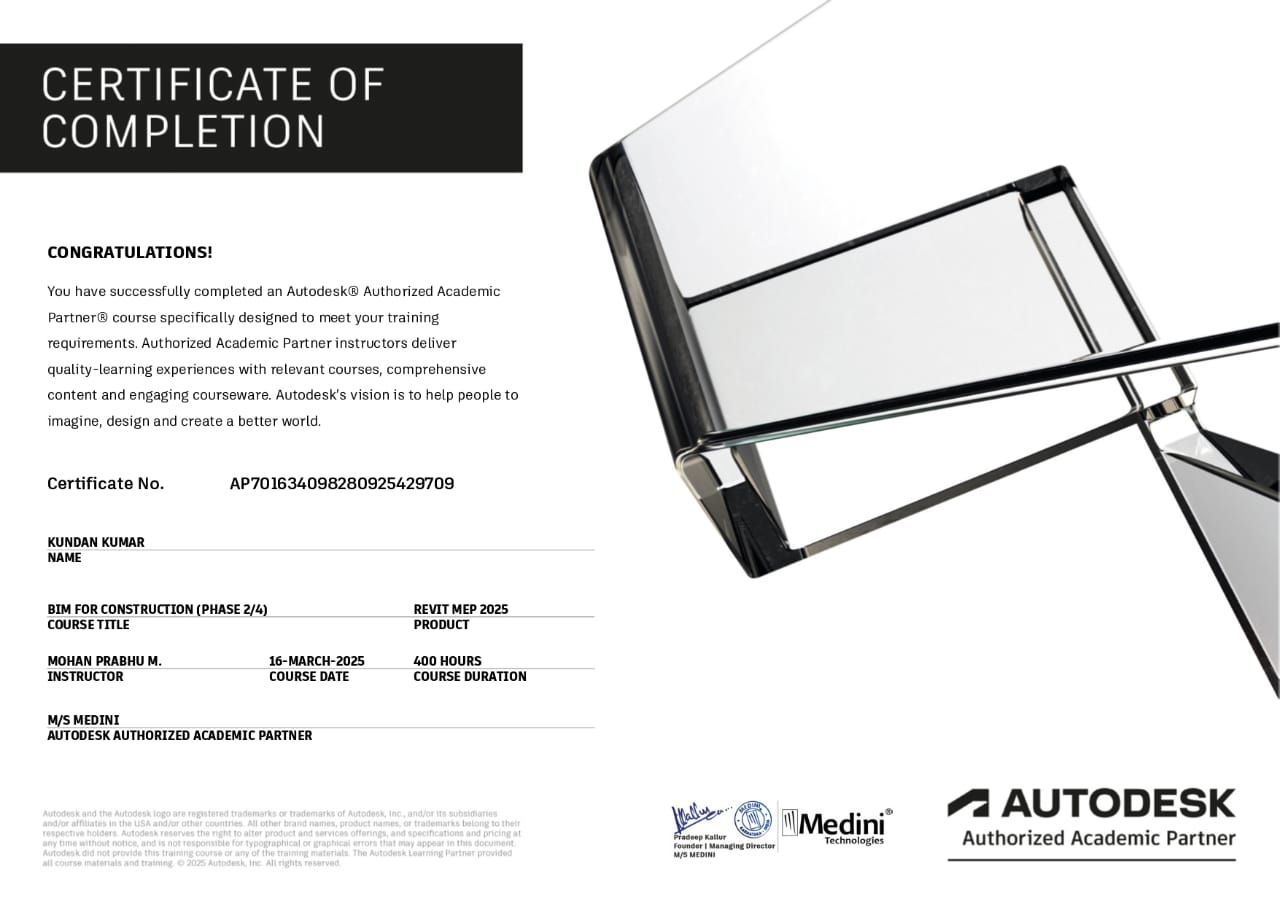 CERTIFICATE OF
COMPLETION
CONGRATULATIONS!
You have successfully completed an Autodesk® Authorized Academic
Partner® course specifically designed to meet your training
requirements. Authorized Academic Partner instructors deliver
quality-learning experiences with relevant courses, comprehensive
content and engaging courseware. Autodesk's vision is to help people to
imagine, design and create a better world.
Certificate No. AP701634098280925429709
KUNDAN KUMAR
NAME
BIM FOR CONSTRUCTION (PHASE 2/4) REVIT MEP 2025
COURSE TITLE PRODUCT
MOHAN PRABHU M. 16-MARCH-2025 400 HOURS
INSTRUCTOR COURSE DATE COURSE DURATION
M/S MEDINI
AUTODESK AUTHORIZED ACADEMIC PARTNER
Autodesk and the Autodesk logo are registered trademarks or trademarks of Autodesk, Inc., and/or its subsidiaries
and/or affiliates in the USA and/or other countries. All other brand names, product names, or trademarks belong to their
respective holders. Autodesk reserves the right to alter product and services offerings, and specifications and pricing at
any time without notice, and is not responsible for typographical or graphical errors that may appear in this document.
Autodesk did not provide this training course or any of the training materials. The Autodesk Learning Partner provided
all course materials and training. © 2025 Autodesk, Inc. All rights reserved.
MEDINI
Pradeep Kallur
Founder | Managing Director
M/S MEDINI
Medini®
Technologies
AUTODESK
Authorized Academic Partner